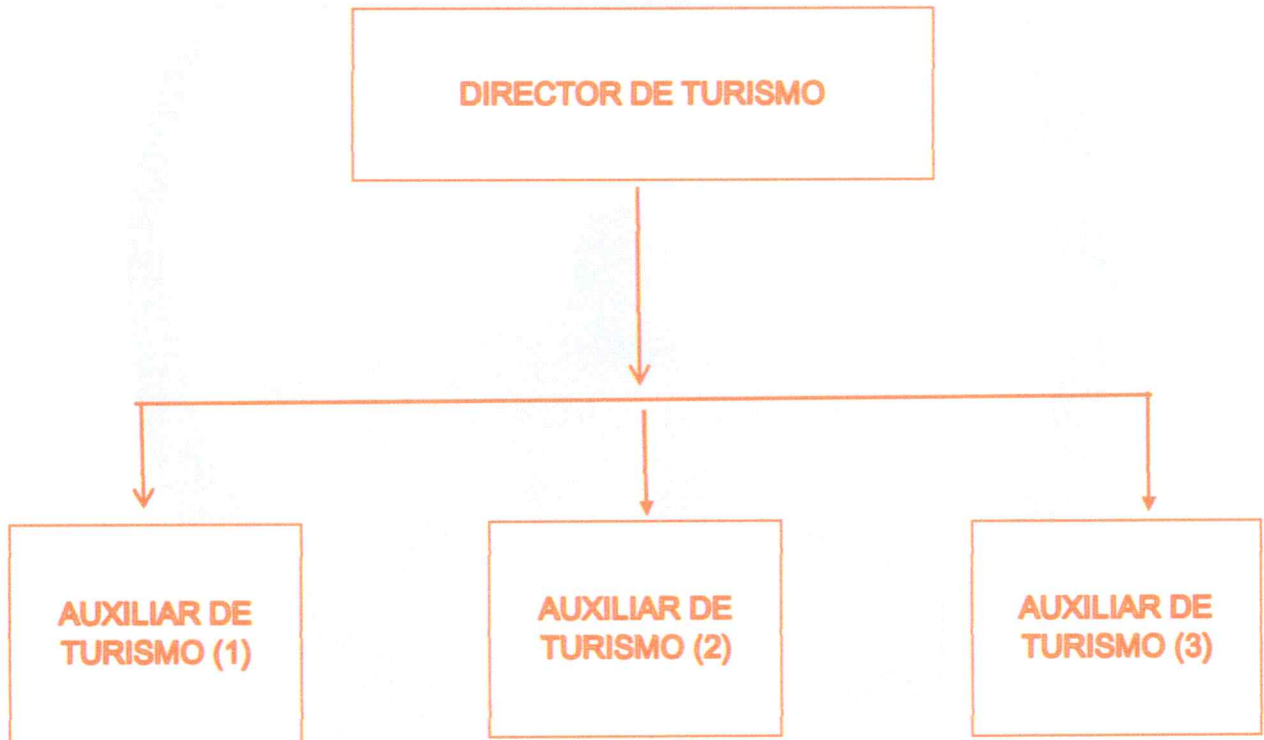 DIRECTOR DE TURISMO
AUXILIAR DE
TURISMO (1)
AUXILIAR DE
TURISMO (2)
AUXILIAR DE
TURISMO (3)